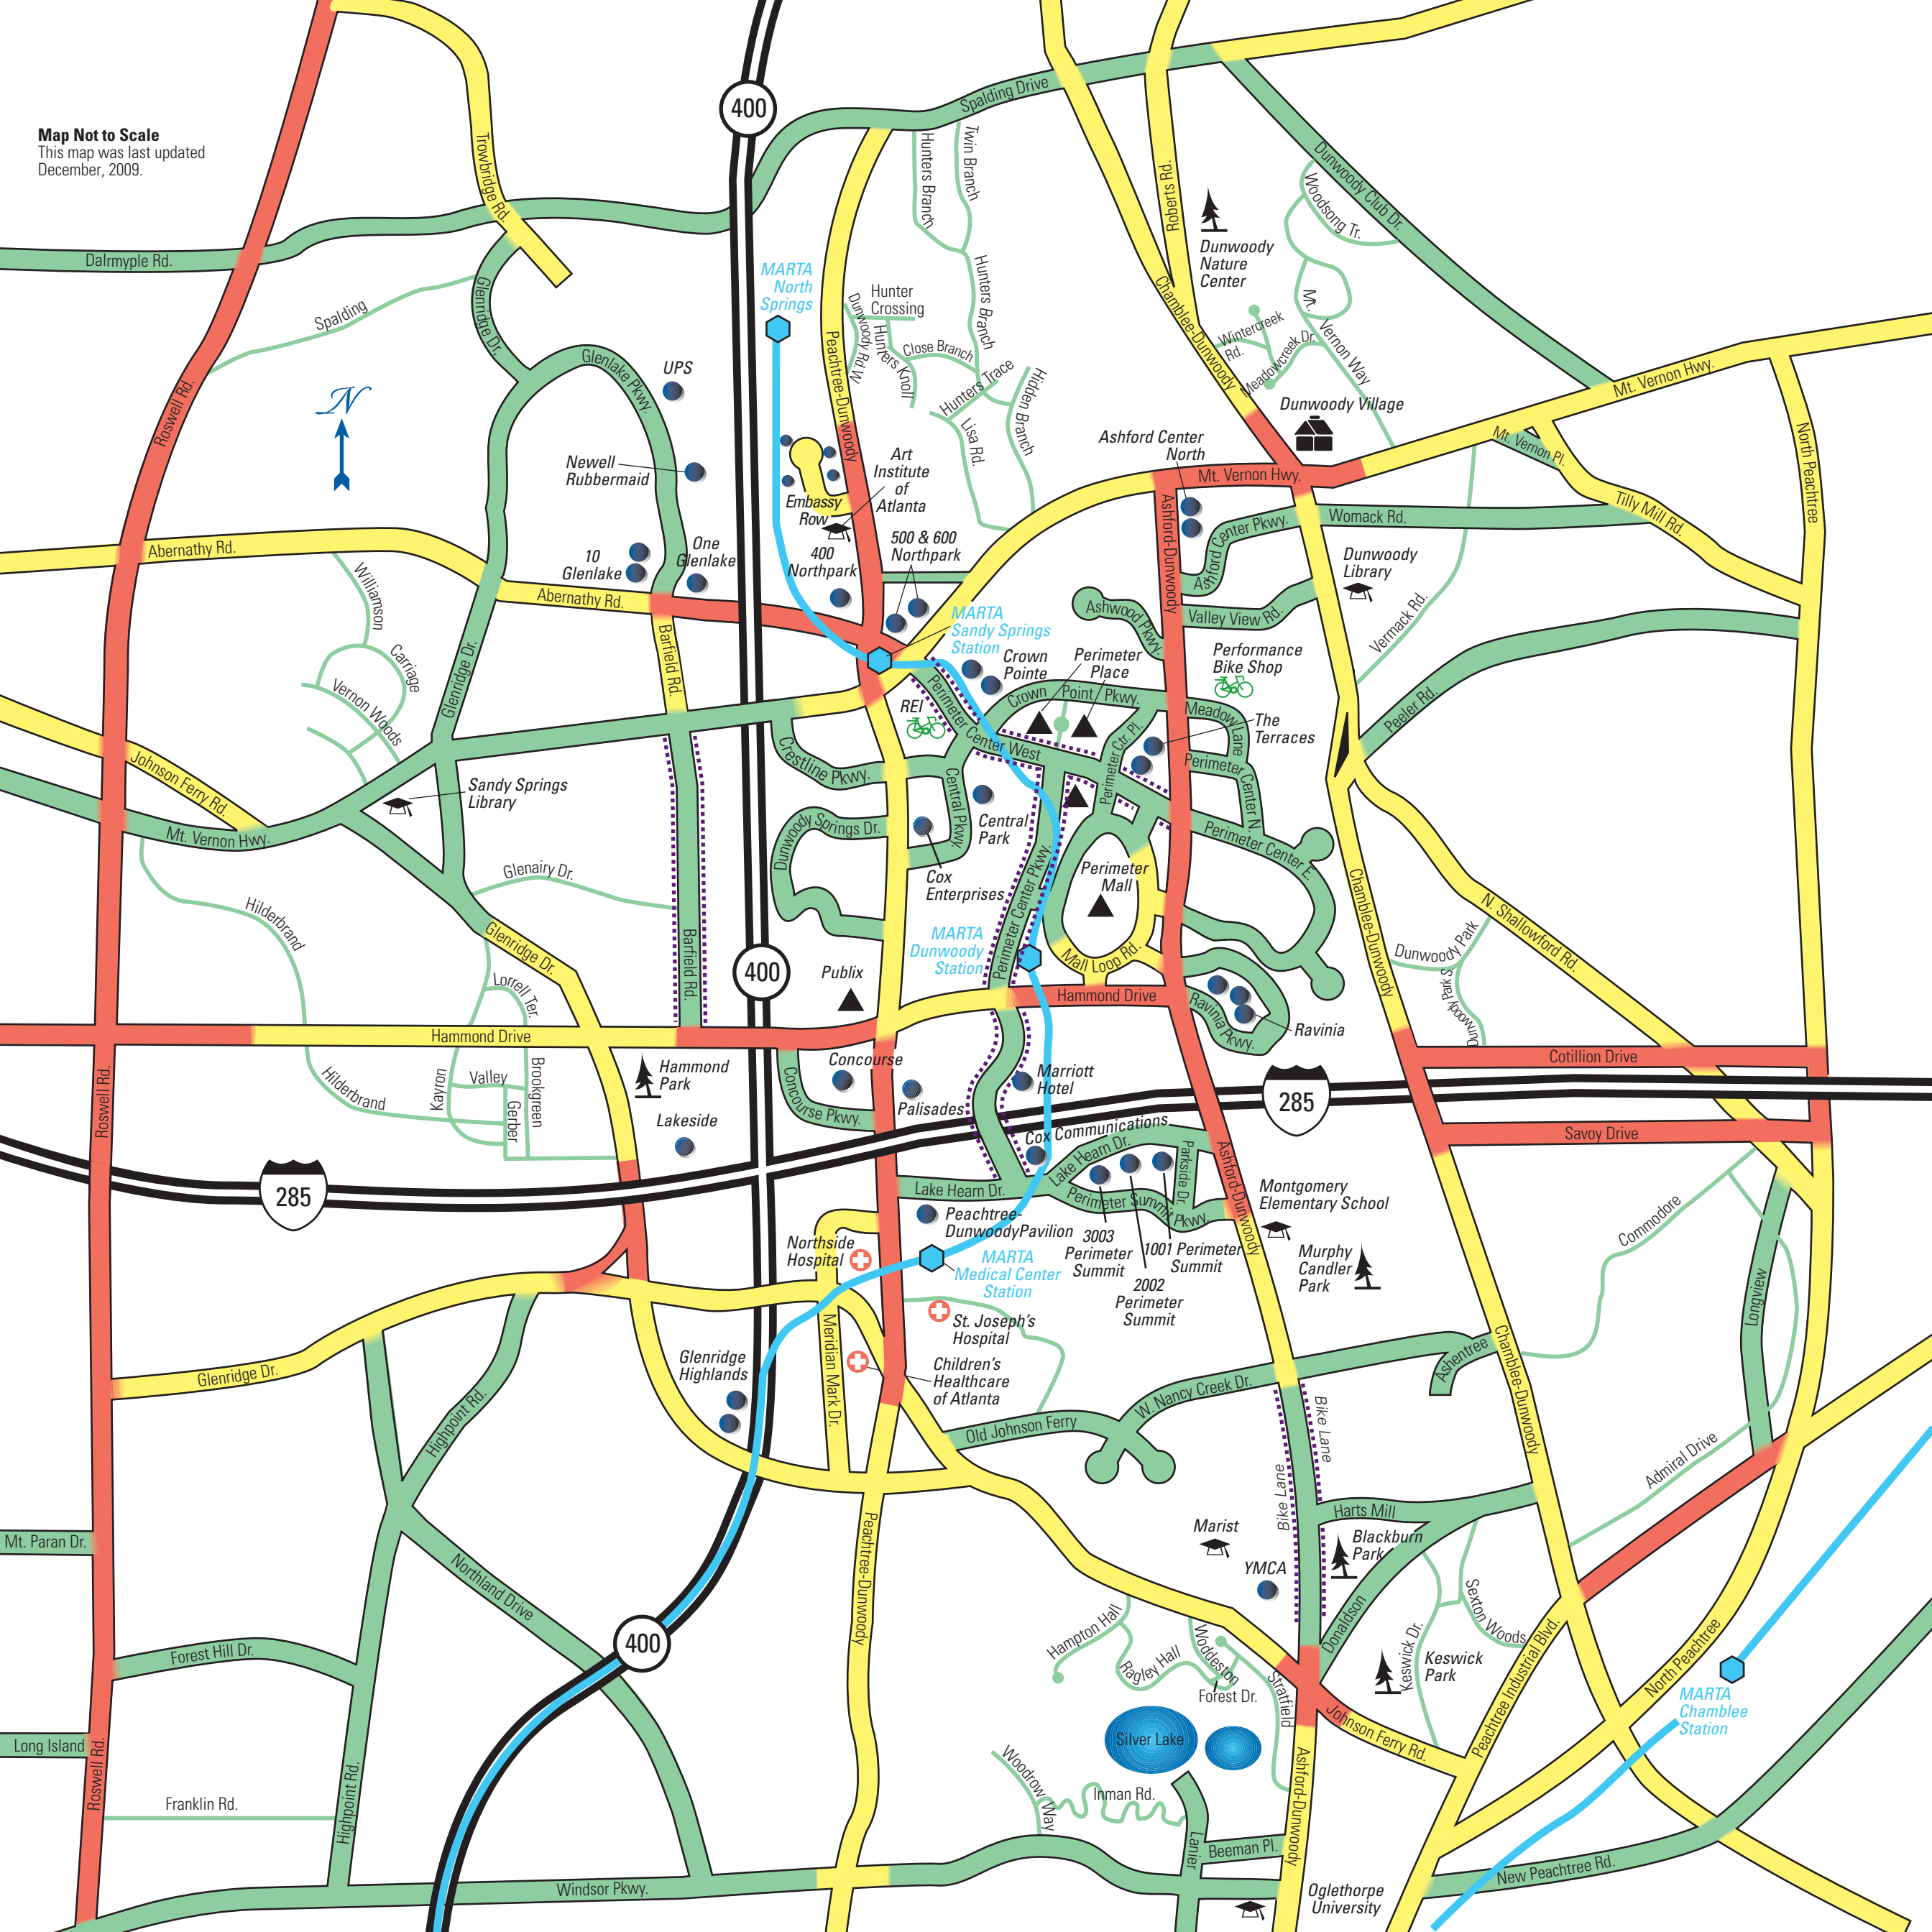 Map Not to Scale
This map was last updated
December, 2009.
400
Spalding Drive
Trowbridge Rd.
Hunters Branch
Twin Branch
Roberts Rd.
Dunwoody Club Dr.
Woodsong Tr.
Dunwoody
Nature
Center
Dalrmyple Rd.
MARTA
North
Springs
Glenridge Dr.
Spalding
Hunter
Crossing
Hunters Branch
Dunwoody Rd W
Hunters Knoll
Close Branch
Hunters Trace
Hidden Branch
Lisa Rd.
Chamblee-Dunwoody
Wintercreek
Rd.
Meadowcreek Dr.
Mt. Vernon Way
Glenlake Pkwy.
UPS
Peachtree-Dunwoody
Roswell Rd.
N
Mt. Vernon Hwy.
Dunwoody Village
North Peachtree
Ashford Center
North
Mt. Vernon Pl.
Newell
Rubbermaid
Art
Institute
of
Atlanta
Embassy
Row
Mt. Vernon Hwy.
Womack Rd.
Tilly Mill Rd.
Ashford-Dunwoody
Ashford Center Pkwy.
Abernathy Rd.
10
Glenlake
One
Glenlake
400
Northpark
500 & 600
Northpark
Dunwoody
Library
Williamson
Abernathy Rd.
MARTA
Sandy Springs
Station
Ashwood Pkwy.
Valley View Rd.
Vermack Rd.
Carriage
Vernon Woods
Glenridge Dr.
Barfield Rd.
Crown
Pointe
Perimeter
Place
Performance
Bike Shop
REI
Crown Point Pkwy.
Peeler Rd.
Perimeter Center West
Perimeter Ctr. Pl.
Meadow Lane
The
Terraces
Johnson Ferry Rd.
Crestline Pkwy.
Perimeter Center N.
Sandy Springs
Library
Central Pkwy.
Central
Park
Mt. Vernon Hwy.
Dunwoody Springs Dr.
Perimeter Center E.
Glenairy Dr.
Cox
Enterprises
Perimeter
Mall
Perimeter Center Pkwy.
Chamblee-Dunwoody
N. Shallowford Rd.
Hilderbrand
Glenridge Dr.
Barfield Rd.
MARTA
Dunwoody
Station
Mall Loop Rd.
Dunwoody Park
Dunwoody Park S
Lorrell Ter.
400
Publix
Hammond Drive
Ravinia Pkwy.
Ravinia
Hammond Drive
Cotillion Drive
Concourse
Hammond
Park
Marriott
Hotel
Roswell Rd.
Hilderbrand
Kayron
Valley
Gerber
Brookgreen
Concourse Pkwy.
Palisades
285
Lakeside
Cox Communications
Savoy Drive
285
Lake Hearn Dr.
Lake Hearn Dr.
Parkside Dr.
Perimeter Summit Pkwy.
Ashford-Dunwoody
Montgomery
Elementary School
Peachtree-
DunwoodyPavilion
Northside
Hospital
MARTA
Medical Center
Station
3003
Perimeter
Summit
1001 Perimeter
Summit
2002
Perimeter
Summit
Murphy
Candler
Park
Commodore
Longview
St. Joseph's
Hospital
Meridian Mark Dr.
Glenridge Dr.
Glenridge
Highlands
Children's
Healthcare
of Atlanta
Ashentree
Chamblee-Dunwoody
Highpoint Rd.
W. Nancy Creek Dr.
Old Johnson Ferry
Bike Lane
Bike Lane
Admiral Drive
Harts Mill
Mt. Paran Dr.
Peachtree-Dunwoody
Marist
Blackburn
Park
YMCA
Northland Drive
Donaldson
Sexton Woods
Keswick Dr.
Hampton Hall
Ragley Hall
Woddeston
Forest Dr.
Stratfield
Forest Hill Dr.
400
Keswick
Park
Peachtree Industrial Blvd.
North Peachtree
MARTA
Chamblee
Station
Silver Lake
Johnson Ferry Rd.
Long Island
Roswell Rd.
Highpoint Rd.
Franklin Rd.
Woodrow Way
Inman Rd.
Ashford-Dunwoody
Lanier
Beeman Pl.
New Peachtree Rd.
Windsor Pkwy.
Oglethorpe
University